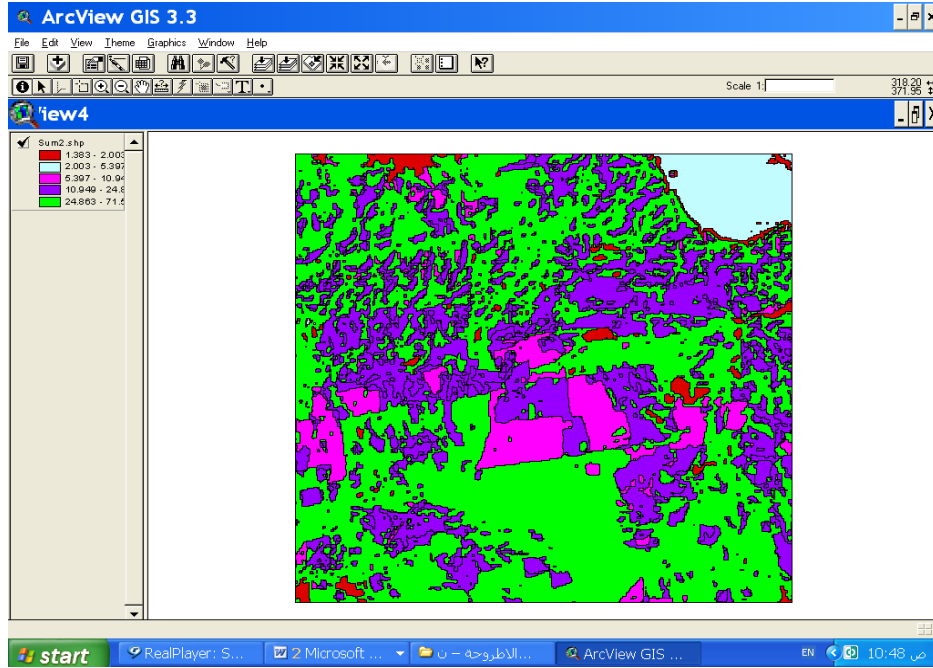 ArcView GIS 3.3
File Edit View Theme Graphics Window Help
Scale 1:
318.20
371.95
iew4
Sum2.shp
1.383 - 2.003
2.003 - 5.397
5.397 - 10.94
10.949 - 24.8
24.863 - 71.5
start
RealPlayer: S...
2 Microsoft ...
...الاطروحة – ن
ArcView GIS ...
EN
10:48 ص